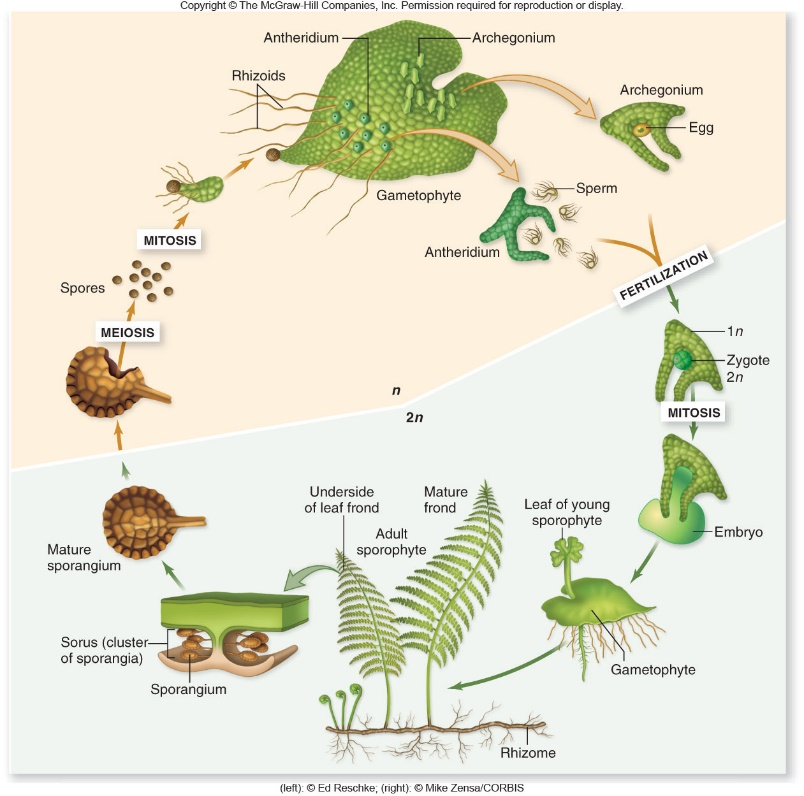 Copyright © The McGraw-Hill Companies, Inc. Permission required for reproduction or display.
Antheridium
Archegonium
Rhizoids
Archegonium
Egg
Gametophyte
Sperm
Antheridium
MITOSIS
Spores
FERTILIZATION
MEIOSIS
1n
Zygote
2n
n
2n
MITOSIS
Underside
of leaf frond
Mature
frond
Leaf of young
sporophyte
Adult
sporophyte
Embryo
Mature
sporangium
Sorus (cluster
of sporangia)
Sporangium
Gametophyte
Rhizome
(left): © Ed Reschke; (right): © Mike Zensa/CORBIS